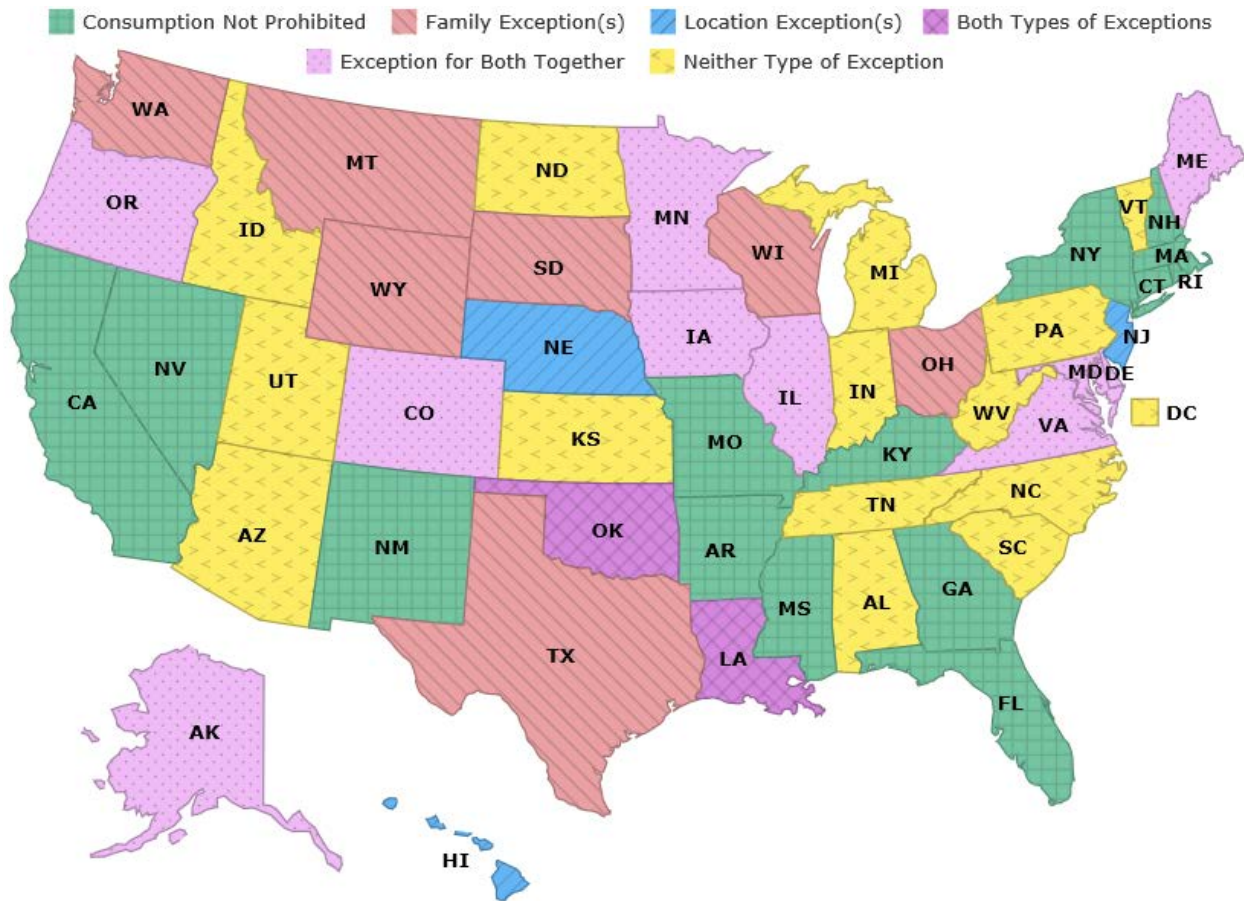 Consumption Not Prohibited Family Exception(s) Location Exception(s) Both Types of Exceptions
Exception for Both Together Neither Type of Exception
WA
MT
ND
ME
OR
MN
VT
NH
ID
SD
WI
NY
MA
MI
CT
RI
WY
PA
NE
IA
NJ
OH
NV
MD
DE
UT
IL
IN
CA
CO
WV
DC
VA
KS
MO
KY
NC
TN
AZ
OK
NM
AR
SC
GA
MS
AL
TX
LA
FL
AK
HI